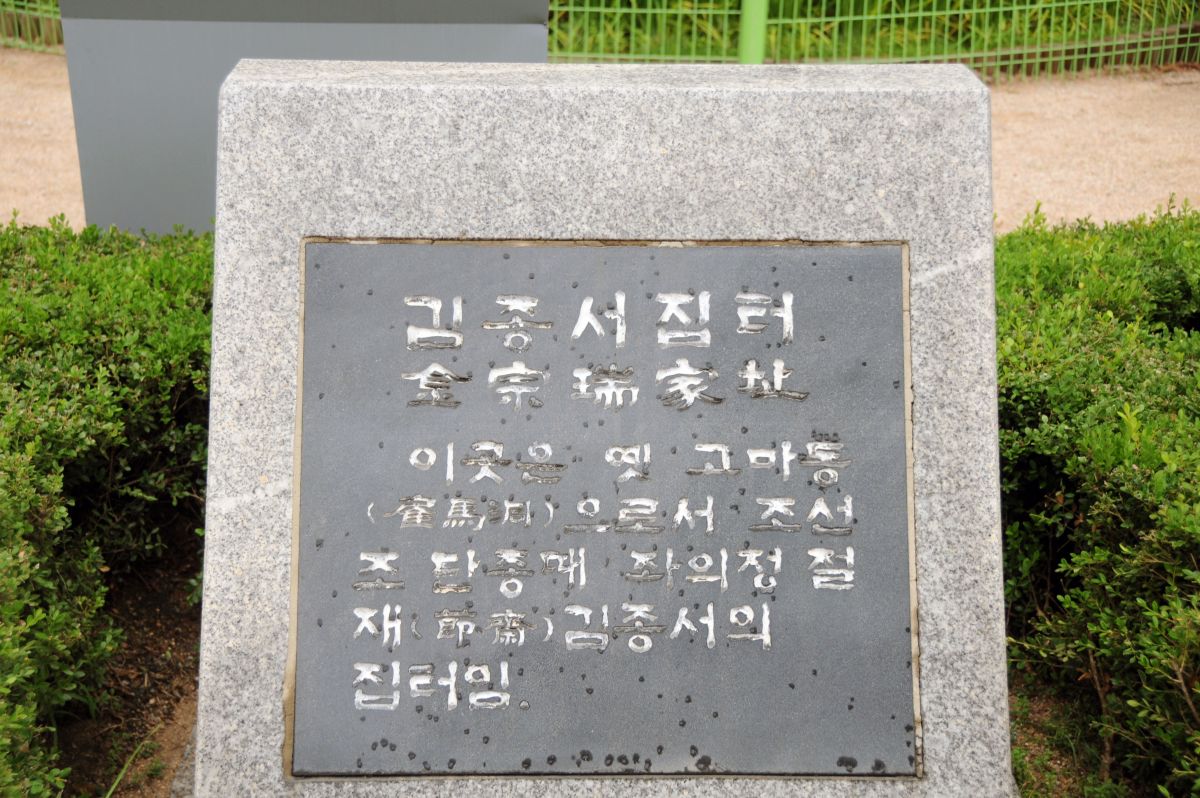 김종서집터
金宗瑞家址
이곳은 옛 고마동
(雇馬洞)으로서 조선
조 단종때 좌의정 절
재(節齋)김종서의
집터임.